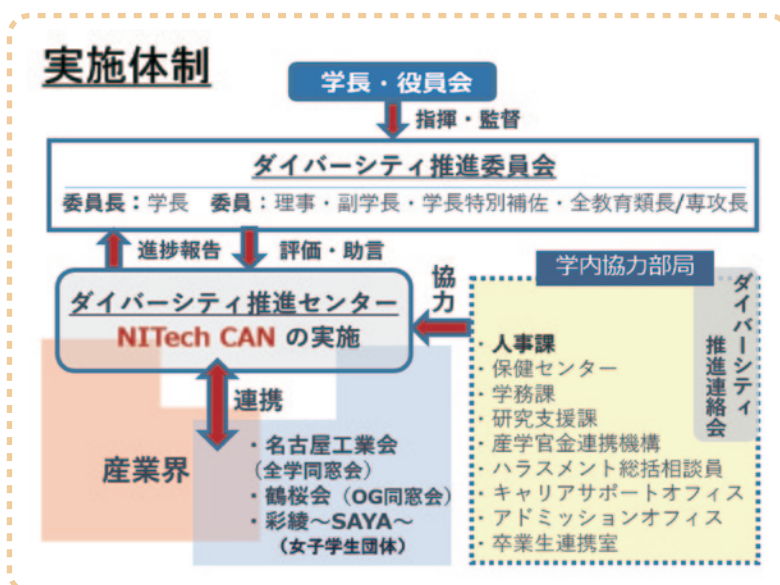 実施体制
学長・役員会
指揮・監督
ダイバーシティ推進委員会
委員長：学長 委員：理事・副学長・学長特別補佐・全教育類長/専攻長
進捗報告
評価・助言
ダイバーシティ推進センター
NITech CAN の実施
協力
連携
産業界
・名古屋工業会
（全学同窓会）
・鶴桜会（OG同窓会）
・彩綾～SAYA～
（女子学生団体）
学内協力部局
ダイバーシティ
推進連絡会
・人事課
・保健センター
・学務課
・研究支援課
・産学官金連携機構
・ハラスメント総括相談員
・キャリアサポートオフィス
・アドミッションオフィス
・卒業生連携室